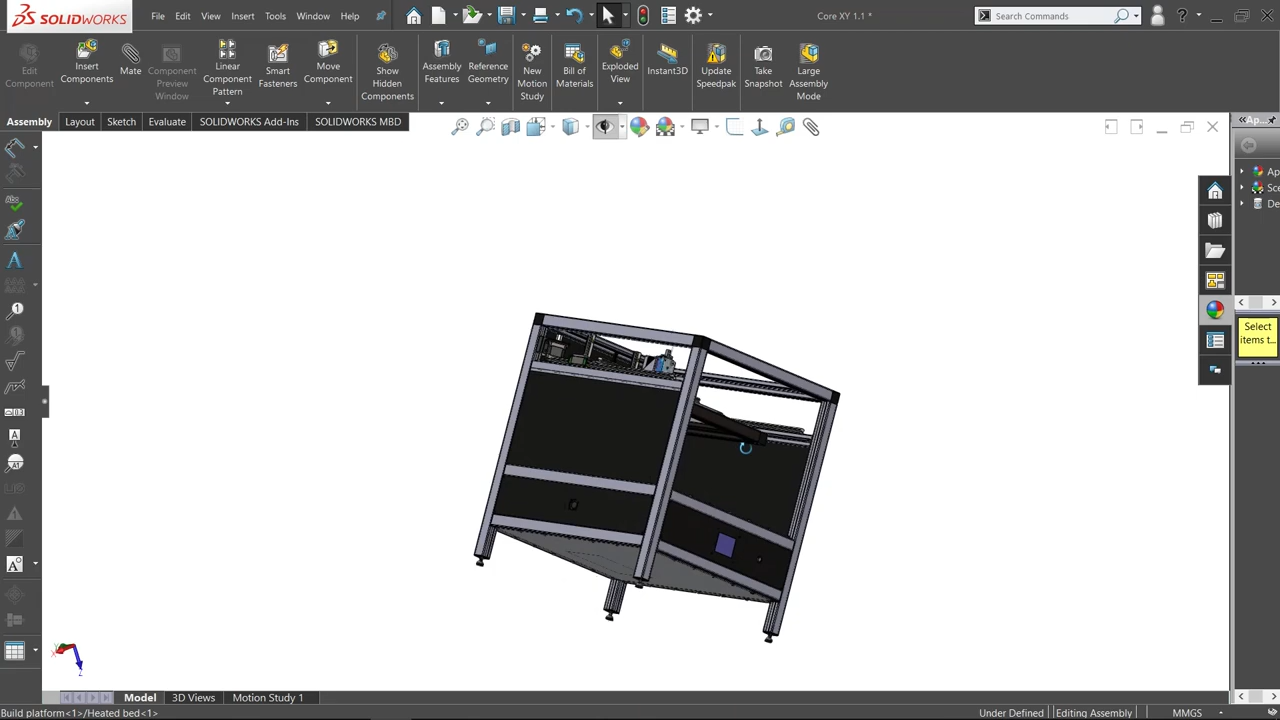 SOLIDWORKS File Edit View Insert Tools Window Help Core XY 1.1 * Search Commands ?
Edit Component
Insert Components
Mate
Component Preview Window
Linear Component Pattern
Smart Fasteners
Move Component
Show Hidden Components
Assembly Features
Reference Geometry
New Motion Study
Bill of Materials
Exploded View
Instant3D
Update Speedpak
Take Snapshot
Large Assembly Mode
Assembly Layout Sketch Evaluate SOLIDWORKS Add-Ins SOLIDWORKS MBD
Ap...
Ap
Sce
De
Select
items t...
Model 3D Views Motion Study 1
Build platform<1>/Heated bed<1> Under Defined Editing Assembly MMGS